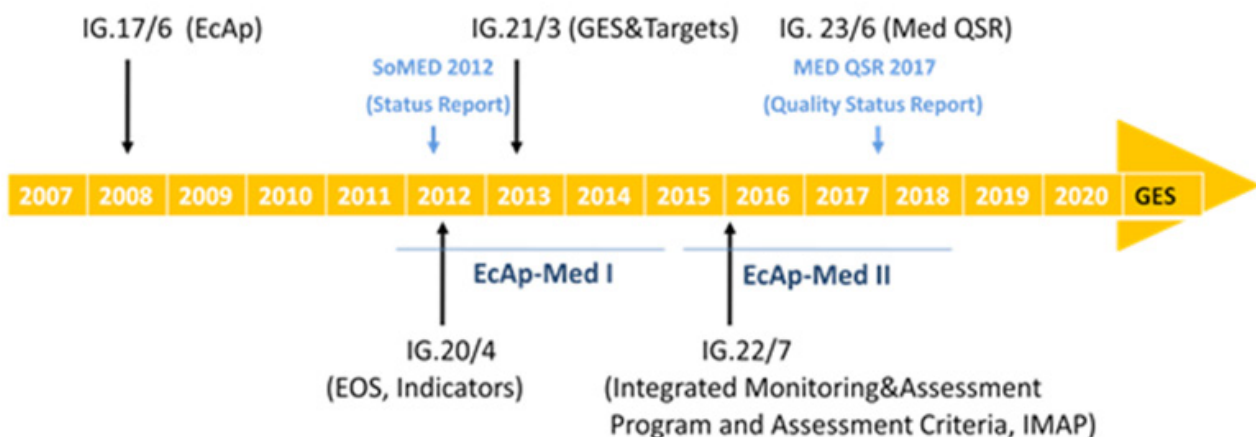 IG.17/6 (EcAp)
IG.21/3 (GES&Targets)
IG. 23/6 (Med QSR)
SoMED 2012
(Status Report)
MED QSR 2017
(Quality Status Report)
2007 2008 2009 2010 2011 2012 2013 2014 2015 2016 2017 2018 2019 2020 GES
EcAp-Med I
EcAp-Med II
IG.20/4
(EOS, Indicators)
IG.22/7
(Integrated Monitoring&Assessment
Program and Assessment Criteria, IMAP)